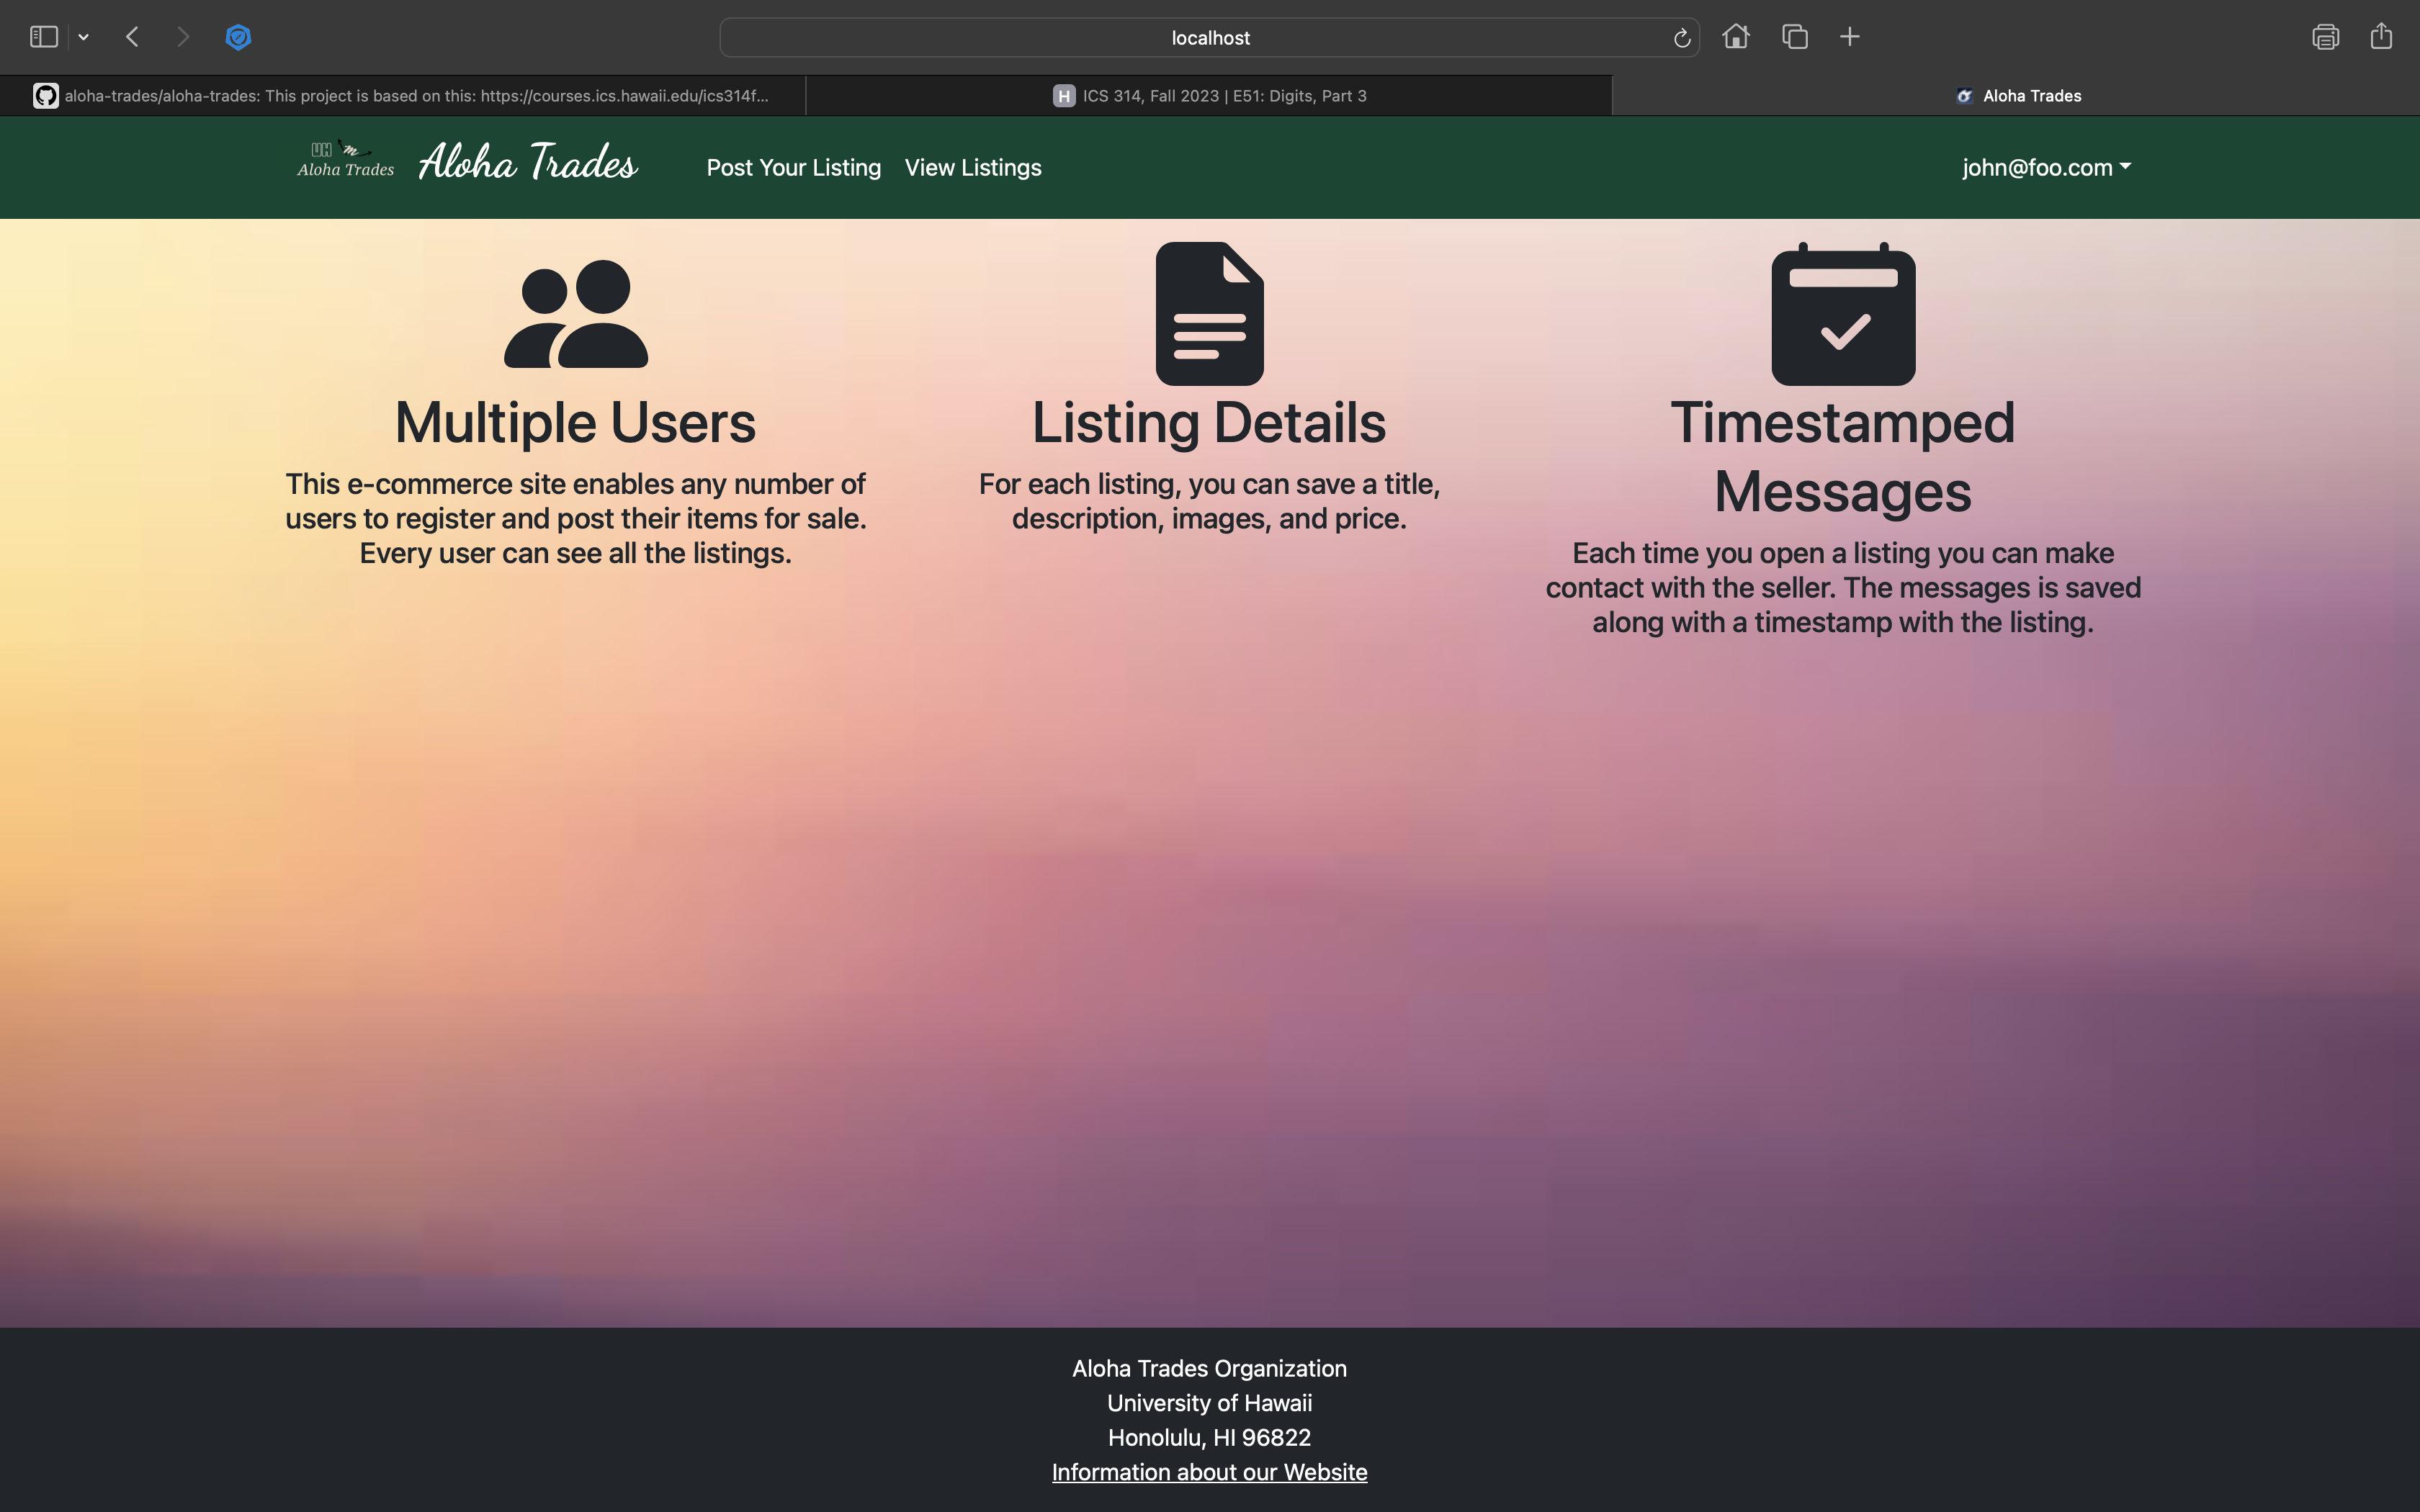 localhost
aloha-trades/aloha-trades: This project is based on this: https://courses.ics.hawaii.edu/ics314f...
H ICS 314, Fall 2023 | E51: Digits, Part 3
Aloha Trades
UH m
Aloha Trades
Aloha Trades
Post Your Listing
View Listings
john@foo.com
Multiple Users
This e-commerce site enables any number of
users to register and post their items for sale.
Every user can see all the listings.
Listing Details
For each listing, you can save a title,
description, images, and price.
Timestamped
Messages
Each time you open a listing you can make
contact with the seller. The messages is saved
along with a timestamp with the listing.
Aloha Trades Organization
University of Hawaii
Honolulu, HI 96822
Information about our Website